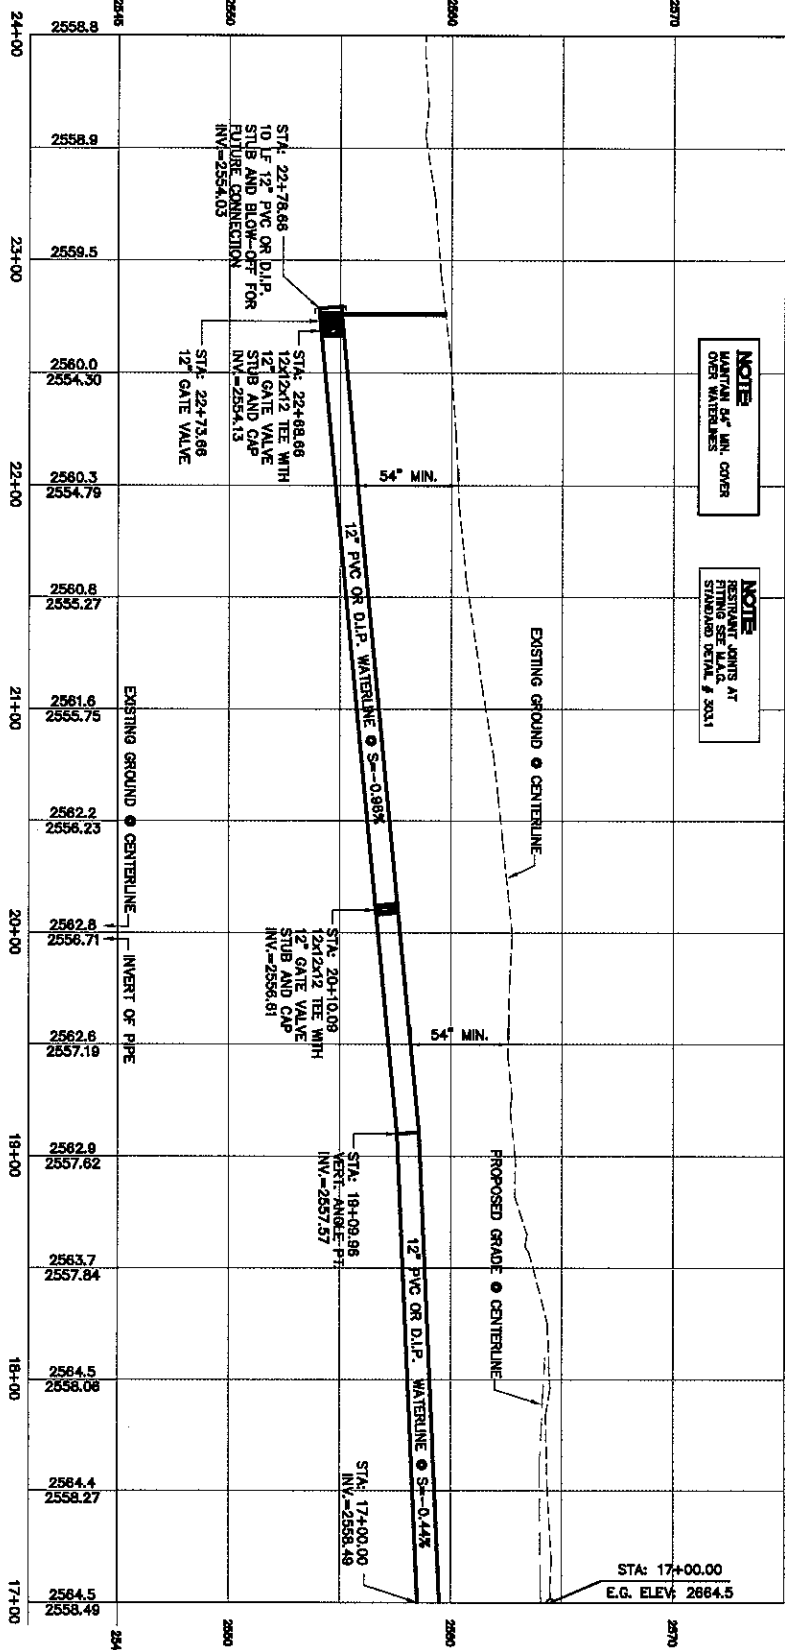 2545
2550
2560
2570
NOTE:
MAINTAIN 54" MIN. COVER
OVER WATERLINES
NOTE:
RESTRAINT JOINTS AT
FITTING SEE M.A.G.
STANDARD DETAIL # 303.1
STA: 22+78.66
10 LF 12" PVC OR D.I.P.
STUB AND BLOW-OFF FOR
FUTURE CONNECTION
INV.=2554.03
STA: 22+73.66
12" GATE VALVE
STA: 22+68.66
12x12x12 TEE WITH
12" GATE VALVE
STUB AND CAP
INV.=2554.13
54" MIN.
12" PVC OR D.I.P. WATERLINE @ S=-0.96%
EXISTING GROUND @ CENTERLINE
STA: 20+10.09
12x12x12 TEE WITH
12" GATE VALVE
STUB AND CAP
INV.=2556.61
54" MIN.
STA: 19+09.96
VERT. ANGLE PT.
INV.=2557.57
PROPOSED GRADE @ CENTERLINE
12" PVC OR D.I.P. WATERLINE @ S=-0.44%
STA: 17+00.00
INV.=2558.49
STA: 17+00.00
E.G. ELEV: 2664.5
EXISTING GROUND @ CENTERLINE
INVERT OF PIPE
2558.8
2558.9
2559.5
2560.0
2554.30
2560.3
2554.79
2560.8
2555.27
2561.6
2555.75
2562.2
2556.23
2562.8
2556.71
2562.6
2557.19
2562.9
2557.62
2563.7
2557.84
2564.5
2558.06
2564.4
2558.27
2564.5
2558.49
24+00
23+00
22+00
21+00
20+00
19+00
18+00
17+00
254
2550
2560
2570